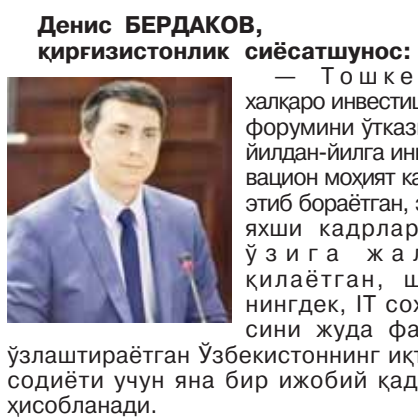 Денис БЕРДАКОВ,
қирғизистонлик сиёсатшунос:
— Тошке
халқаро инвестиц
форумини ўтказ
йилдан-йилга инн
вацион моҳият ка
этиб бораётган, э
яхши кадрлар
ўзига жал
қилаётган, ш
нингдек, IT соҳ
сини жуда фа
ўзлаштираётган Ўзбекистоннинг иқт
содиёти учун яна бир ижобий қад
ҳисобланади.